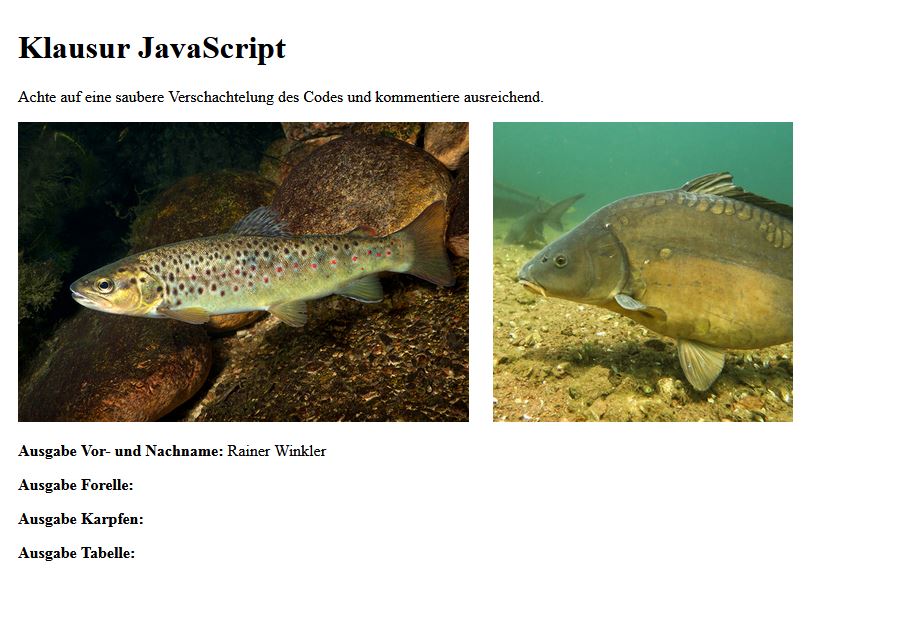 Klausur JavaScript
Achte auf eine saubere Verschachtelung des Codes und kommentiere ausreichend.
Ausgabe Vor- und Nachname: Rainer Winkler
Ausgabe Forelle:
Ausgabe Karpfen:
Ausgabe Tabelle: